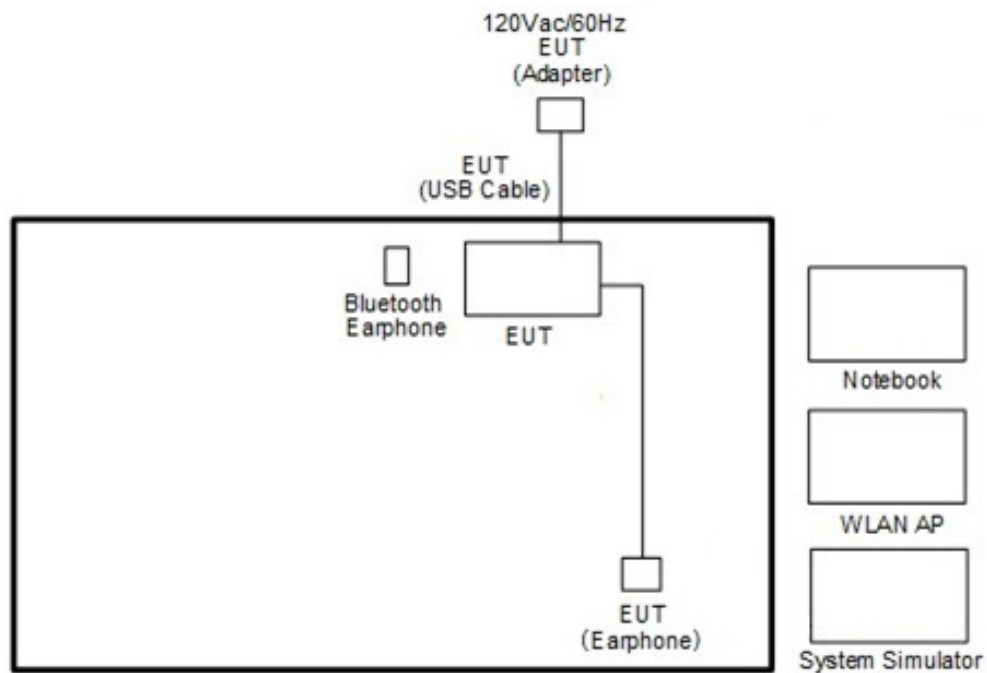 120Vac/60Hz
EUT
(Adapter)
EUT
(USB Cable)
Bluetooth
Earphone
EUT
Notebook
WLAN AP
EUT
(Earphone)
System Simulator